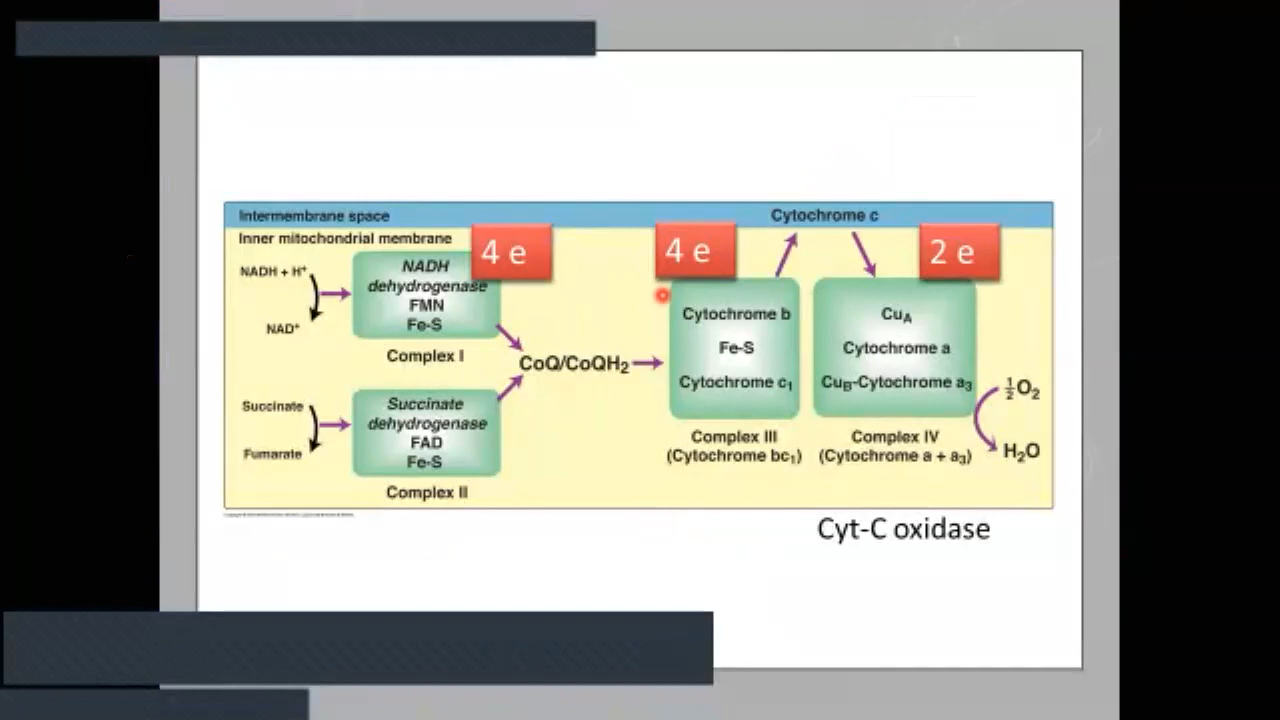 Intermembrane space
Cytochrome c
Inner mitochondrial membrane
4 e
4 e
2 e
NADH + H⁺
NAD⁺
NADH
dehydrogenase
FMN
Fe-S
Complex I
CoQ/CoQH₂
Succinate
Fumarate
Succinate
dehydrogenase
FAD
Fe-S
Complex II
Cytochrome b
Fe-S
Cytochrome c₁
Complex III
(Cytochrome bc₁)
Cu_A
Cytochrome a
Cu_B-Cytochrome a₃
Complex IV
(Cytochrome a + a₃)
½O₂
H₂O
Cyt-C oxidase